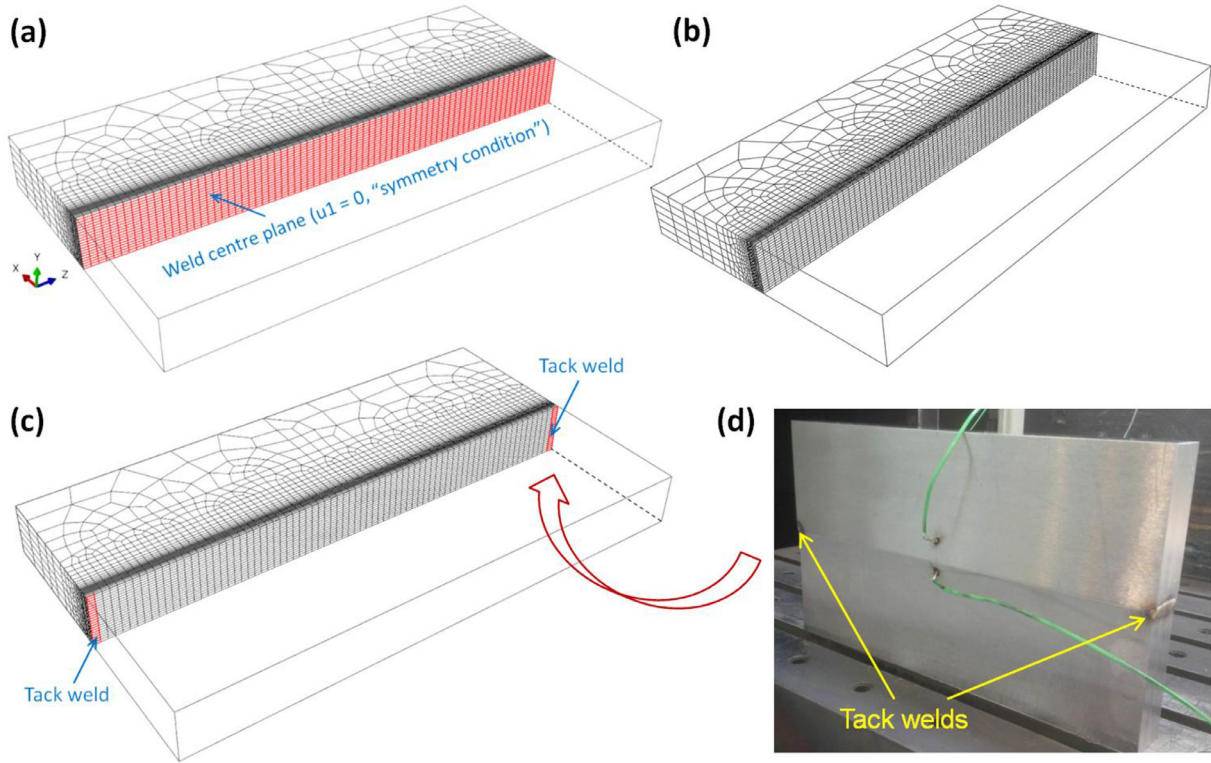 (a)
(b)
Weld centre plane (u1 = 0, “symmetry condition”)
X
Y
Z
(c)
Tack weld
Tack weld
(d)
Tack welds